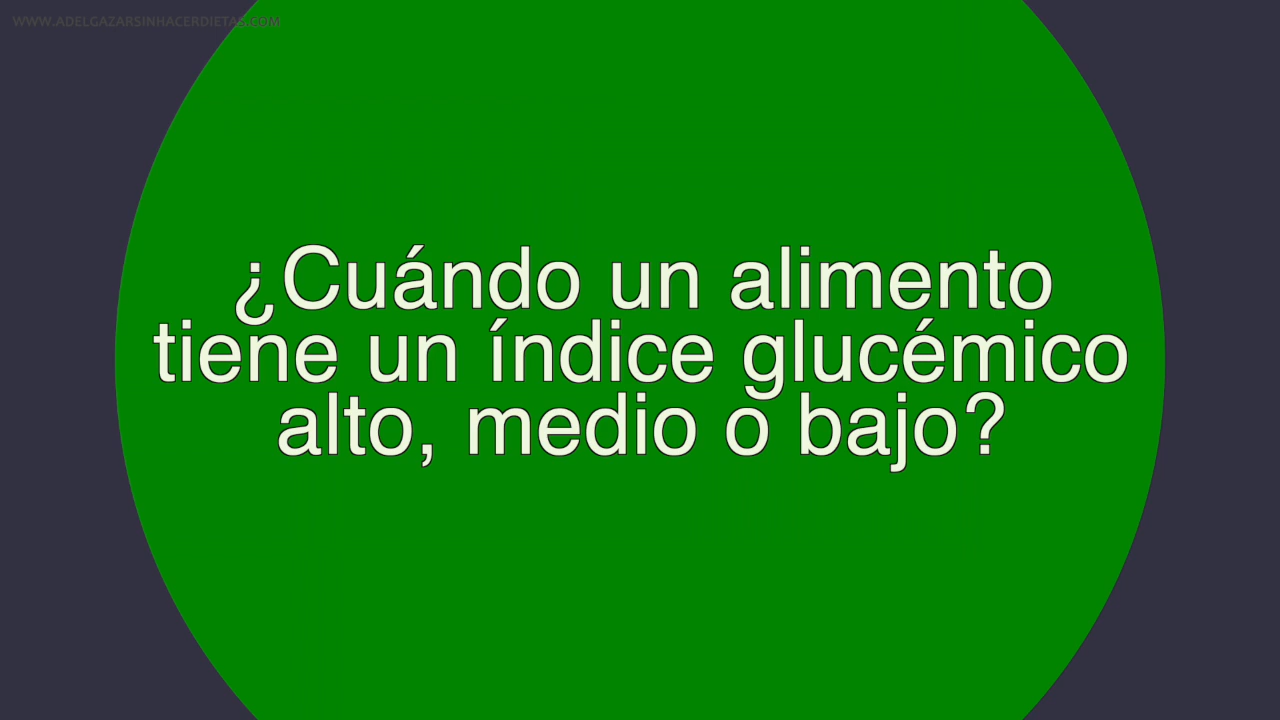 WWW.ADELGAZARSINHACERDIETAS.COM
¿Cuándo un alimento
tiene un índice glucémico
alto, medio o bajo?